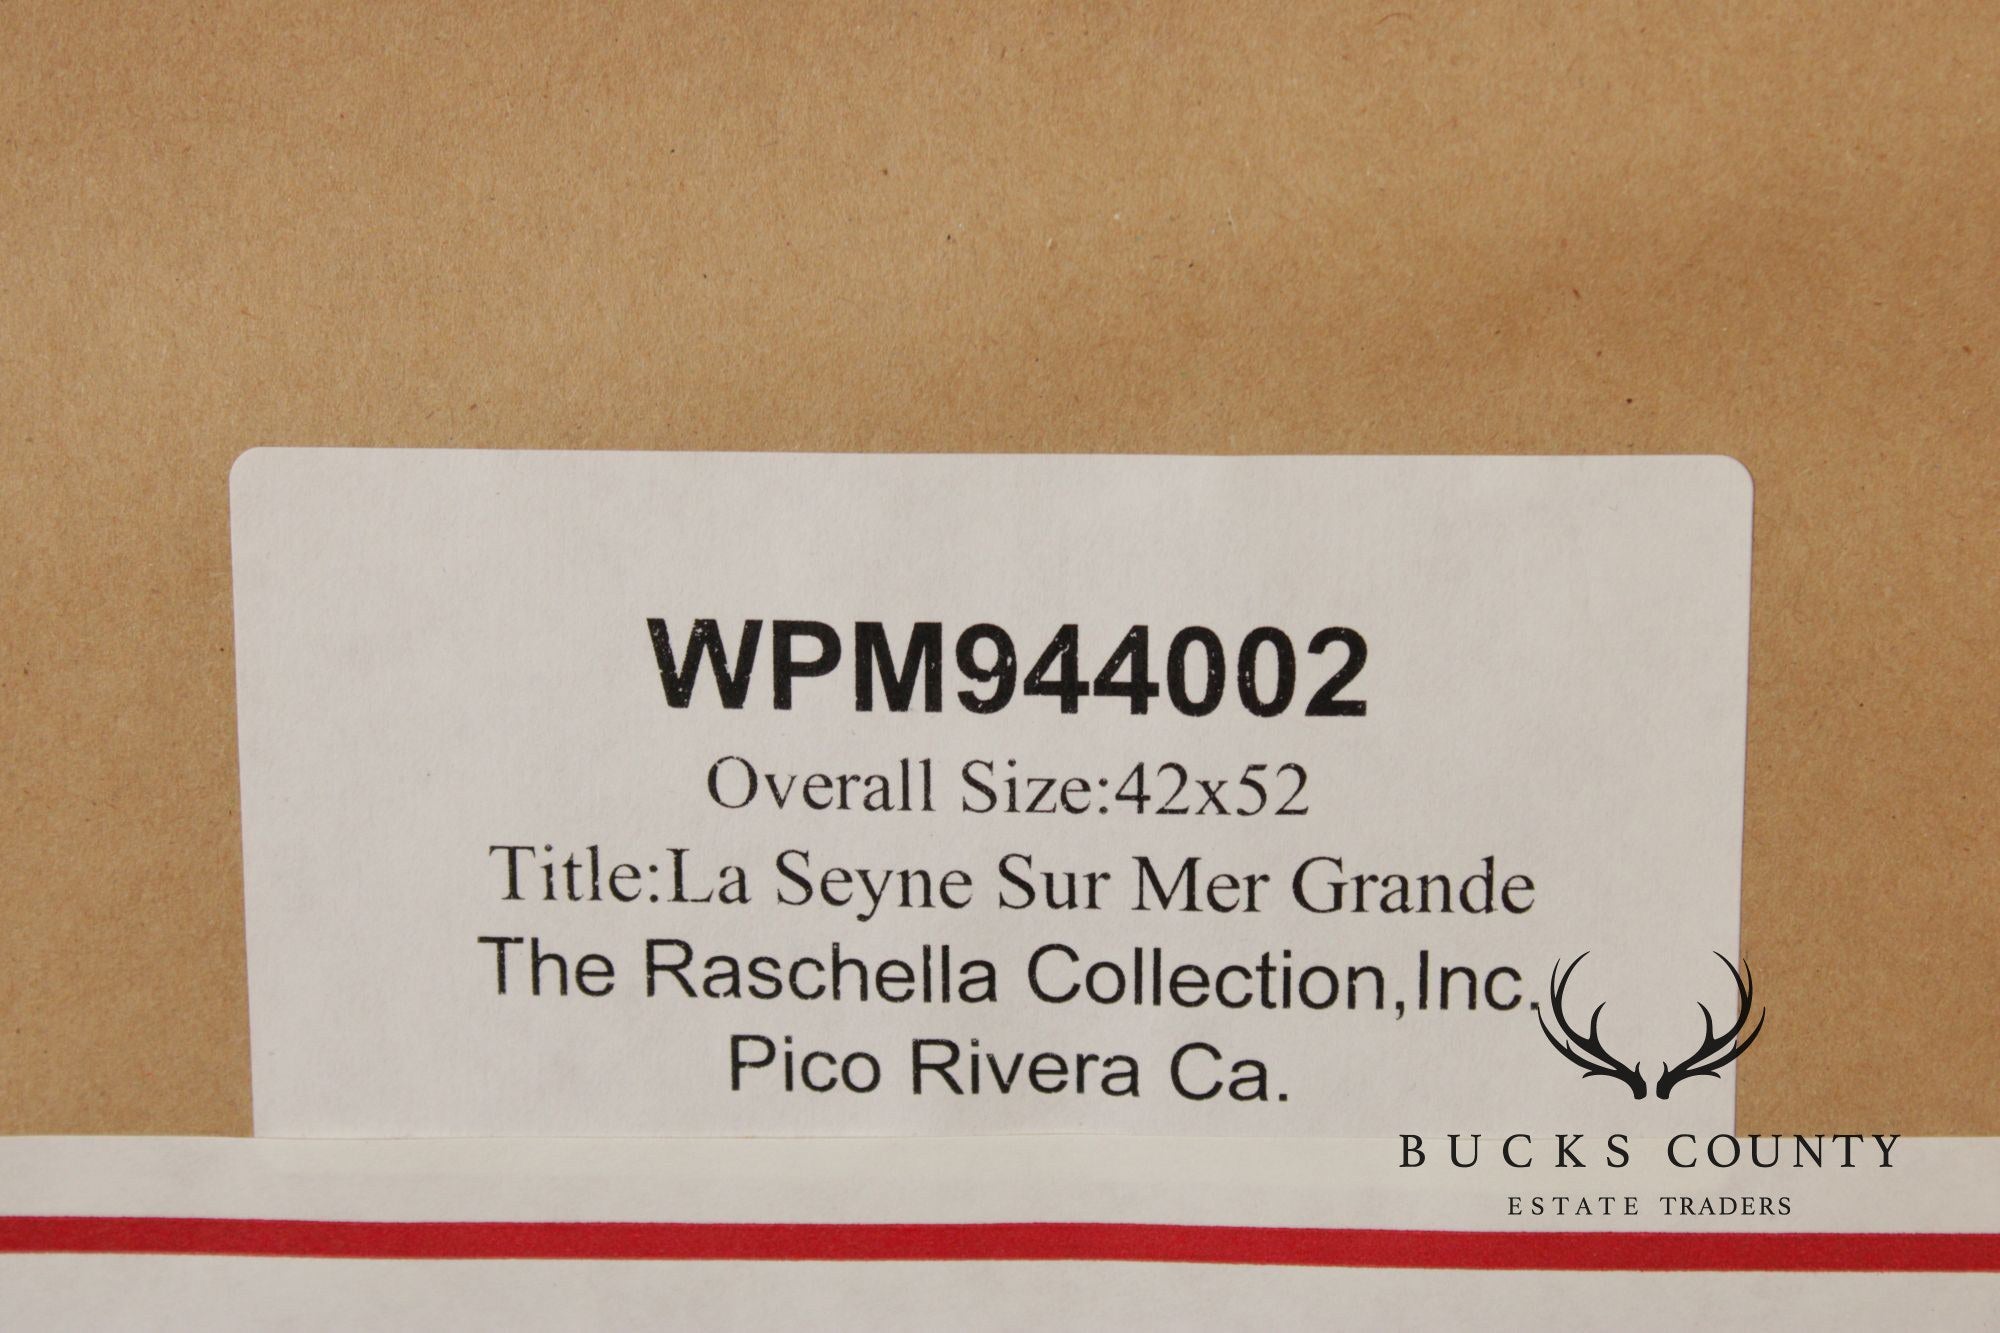 WPM944002
Overall Size:42x52
Title:La Seyne Sur Mer Grande
The Raschella Collection,Inc.
Pico Rivera Ca.
BUCKS COUNTY
ESTATE TRADERS